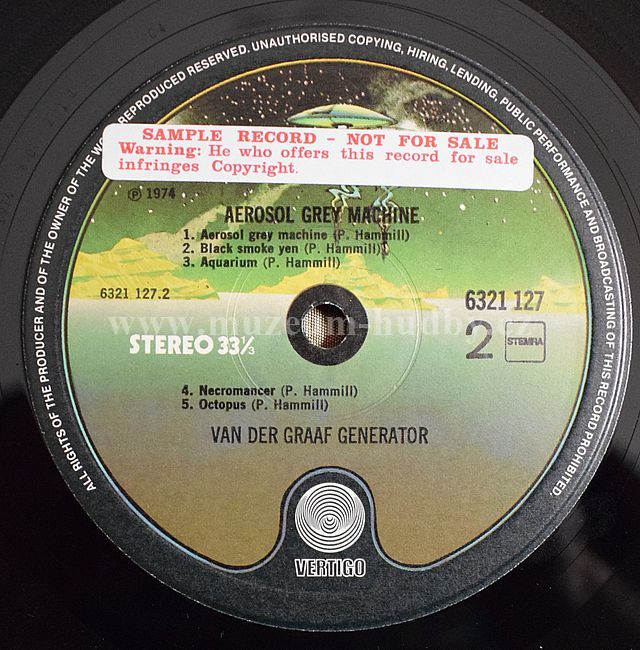 ALL RIGHTS OF THE PRODUCER AND OF THE OWNER OF THE WORK REPRODUCED RESERVED. UNAUTHORISED COPYING, HIRING, LENDING, PUBLIC PERFORMANCE AND BROADCASTING OF THIS RECORD PROHIBITED.
SAMPLE RECORD - NOT FOR SALE
Warning: He who offers this record for sale
infringes Copyright.
℗ 1974
AEROSOL GREY MACHINE
1. Aerosol grey machine (P. Hammill)
2. Black smoke yen (P. Hammill)
3. Aquarium (P. Hammill)
6321 127.2
6321 127
www.muzeum-hudby.cz
STEREO 33⅓
2
STEMRA
4. Necromancer (P. Hammill)
5. Octopus (P. Hammill)
VAN DER GRAAF GENERATOR
VERTIGO